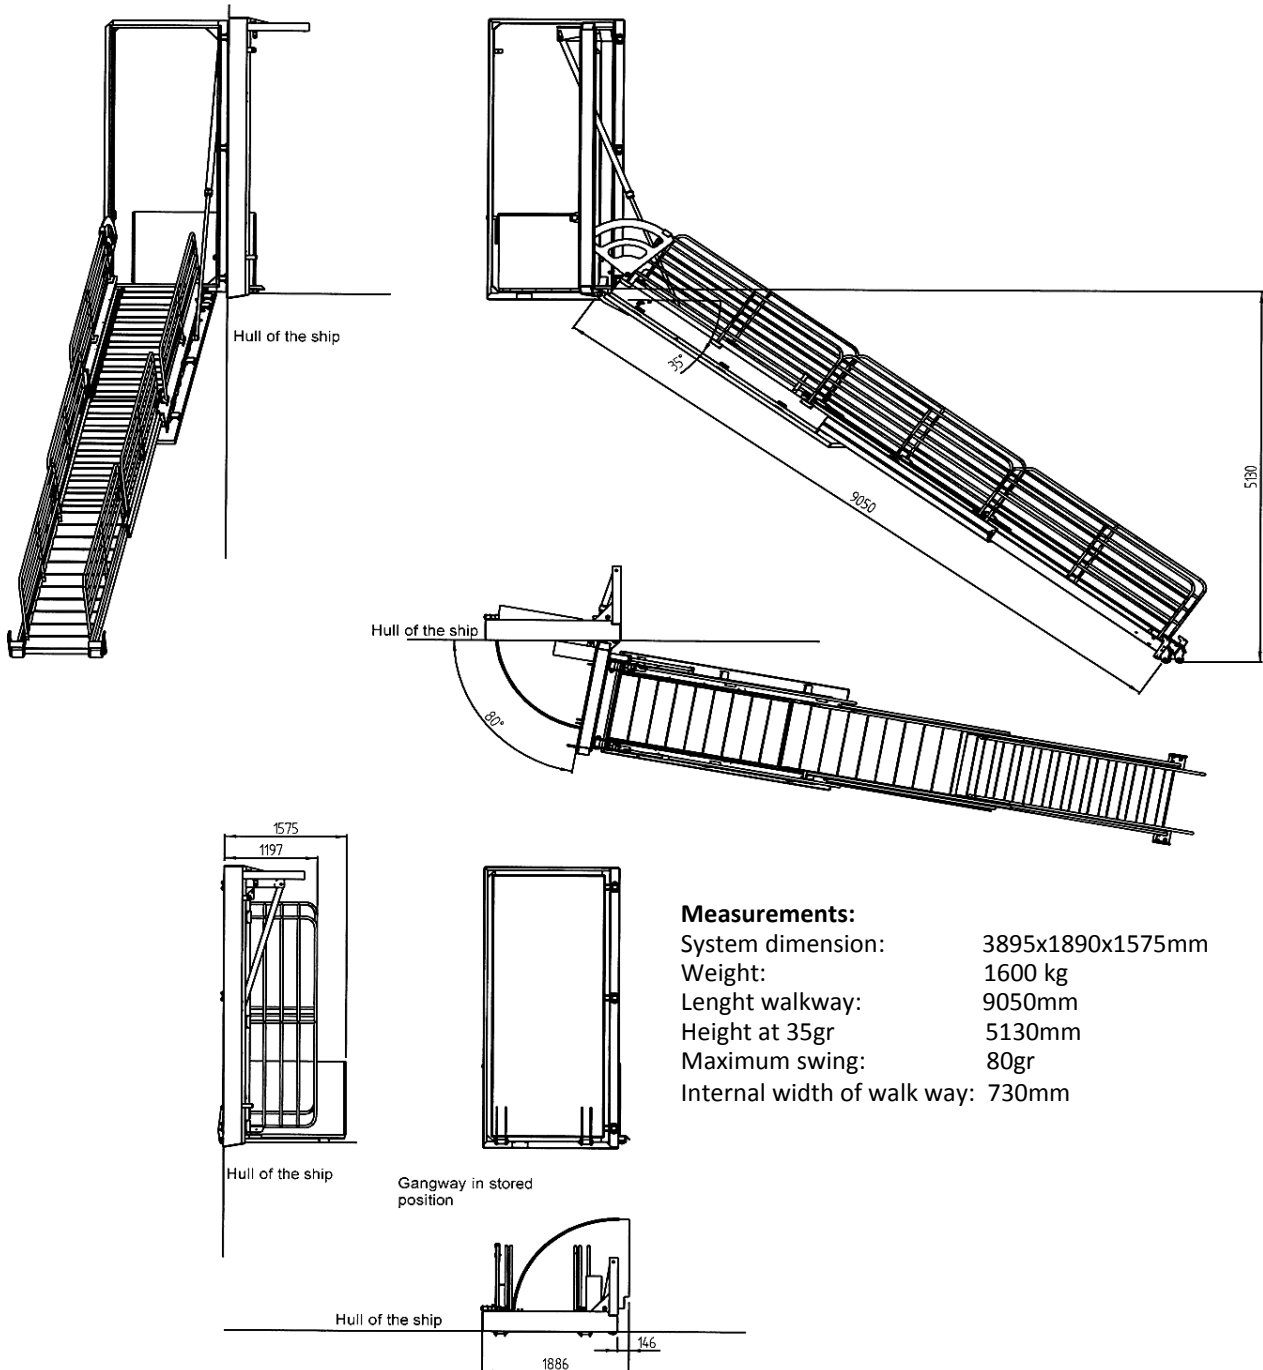 Hull of the ship
35°
9050
5130
Hull of the ship
80°
1575
1197
Measurements:
System dimension: 3895x1890x1575mm
Weight: 1600 kg
Lenght walkway: 9050mm
Height at 35gr 5130mm
Maximum swing: 80gr
Internal width of walk way: 730mm
Hull of the ship
Gangway in stored
position
Hull of the ship
146
1886